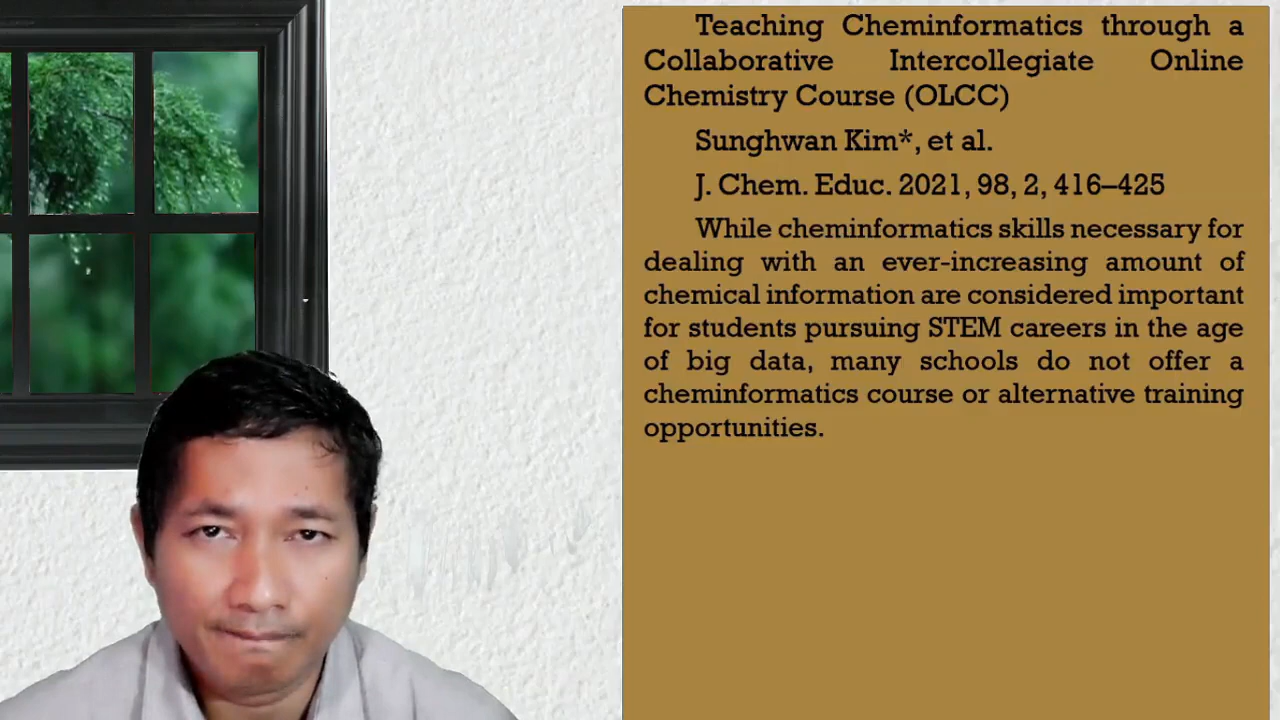 Teaching Cheminformatics through a
Collaborative Intercollegiate Online
Chemistry Course (OLCC)
Sunghwan Kim*, et al.
J. Chem. Educ. 2021, 98, 2, 416–425
While cheminformatics skills necessary for
dealing with an ever-increasing amount of
chemical information are considered important
for students pursuing STEM careers in the age
of big data, many schools do not offer a
cheminformatics course or alternative training
opportunities.